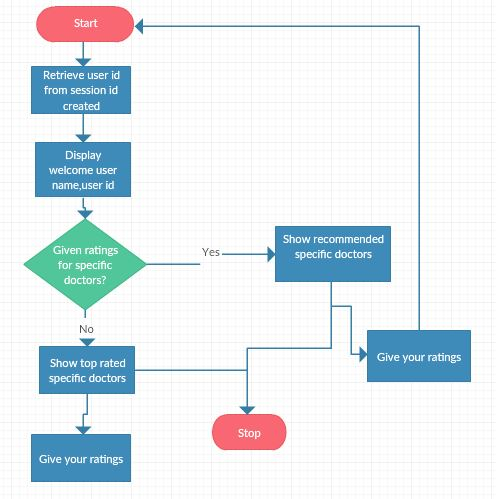 Start
Retrieve user id
from session id
created
Display
welcome user
name,user id
Given ratings
for specific
doctors?
Yes
Show recommended
specific doctors
No
Show top rated
specific doctors
Give your ratings
Stop
Give your ratings